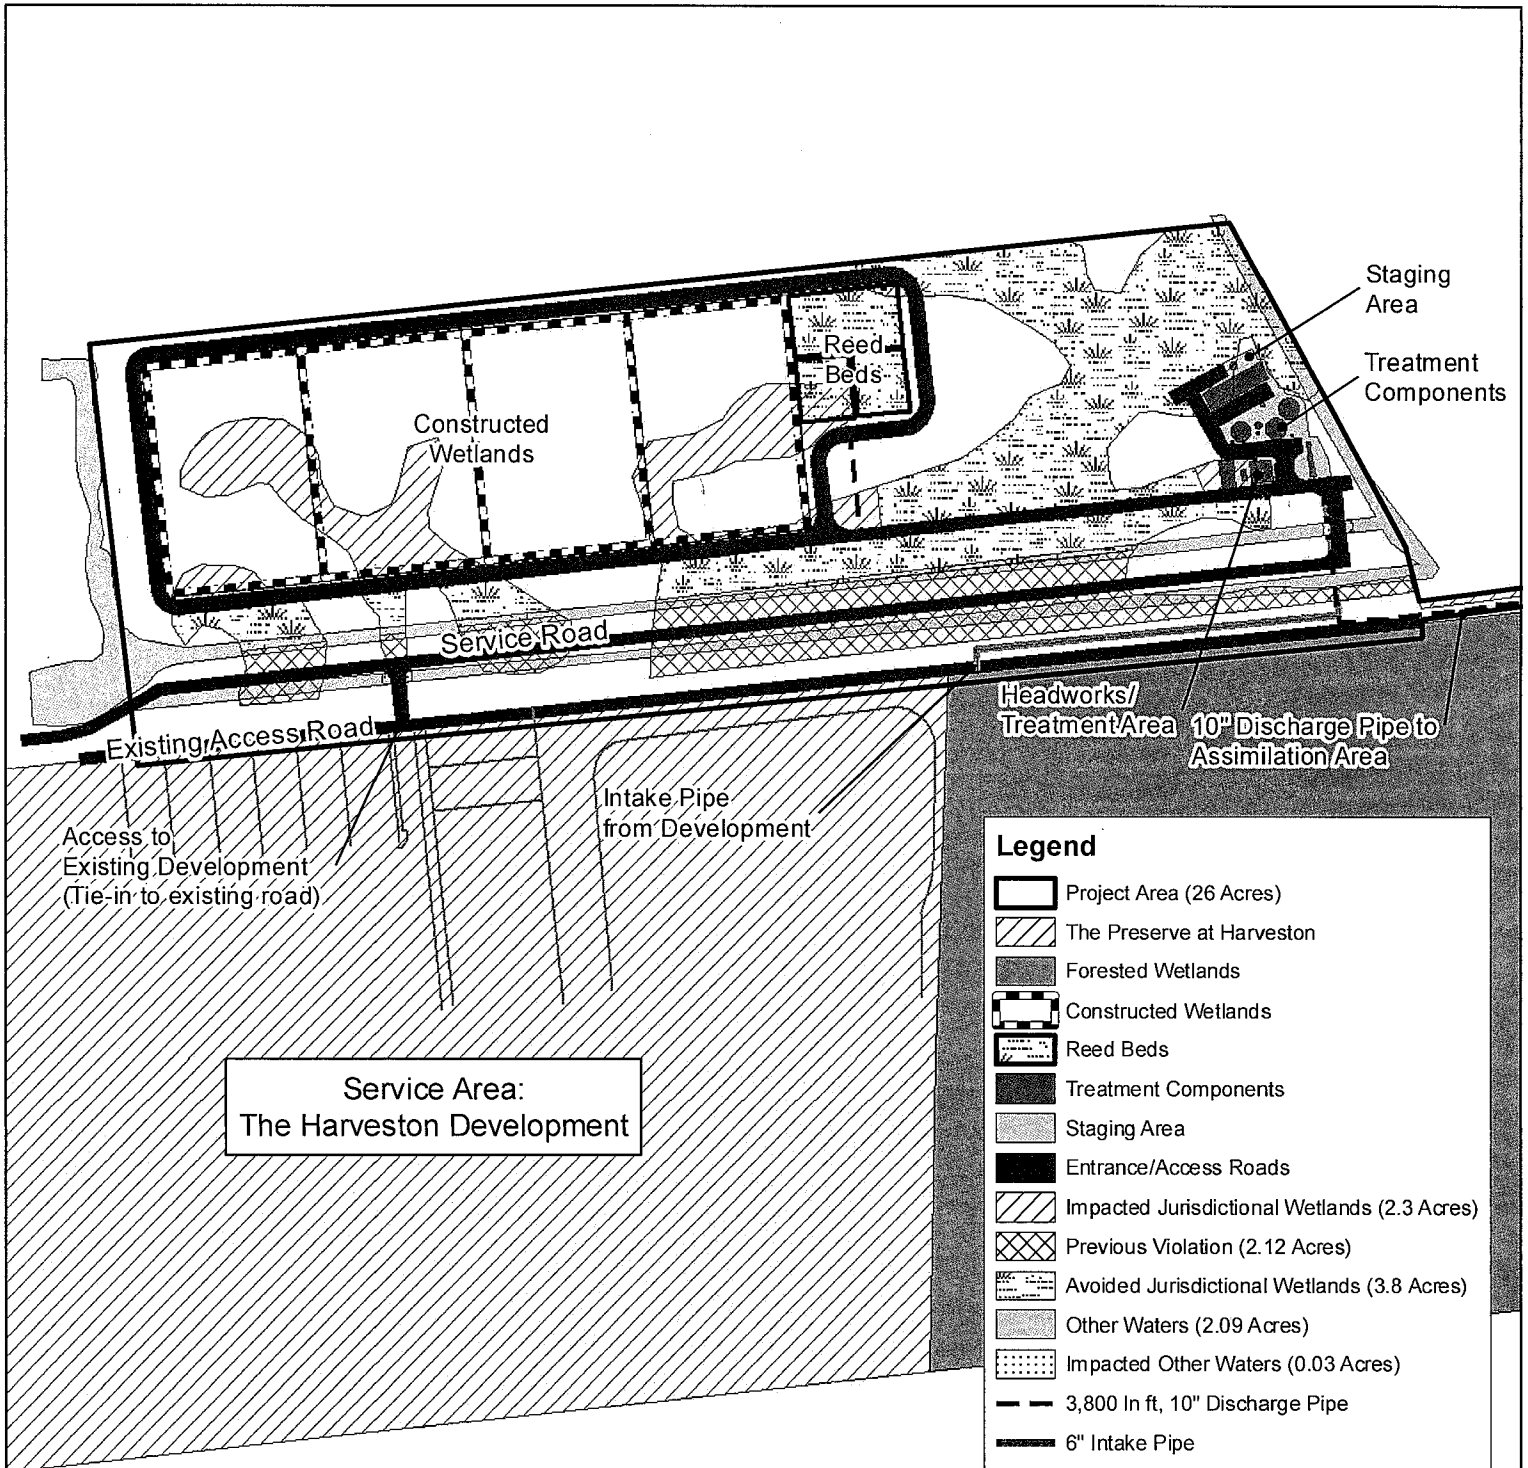 Staging
Area
Treatment
Components
Reed
Beds
Constructed
Wetlands
Service Road
Headworks/
Treatment Area
10" Discharge Pipe to
Assimilation Area
Existing Access Road
Intake Pipe
from Development
Access to
Existing Development
(Tie-in to existing road)
Service Area:
The Harveston Development
Legend
Project Area (26 Acres)
The Preserve at Harveston
Forested Wetlands
Constructed Wetlands
Reed Beds
Treatment Components
Staging Area
Entrance/Access Roads
Impacted Jurisdictional Wetlands (2.3 Acres)
Previous Violation (2.12 Acres)
Avoided Jurisdictional Wetlands (3.8 Acres)
Other Waters (2.09 Acres)
Impacted Other Waters (0.03 Acres)
3,800 ln ft, 10" Discharge Pipe
6" Intake Pipe